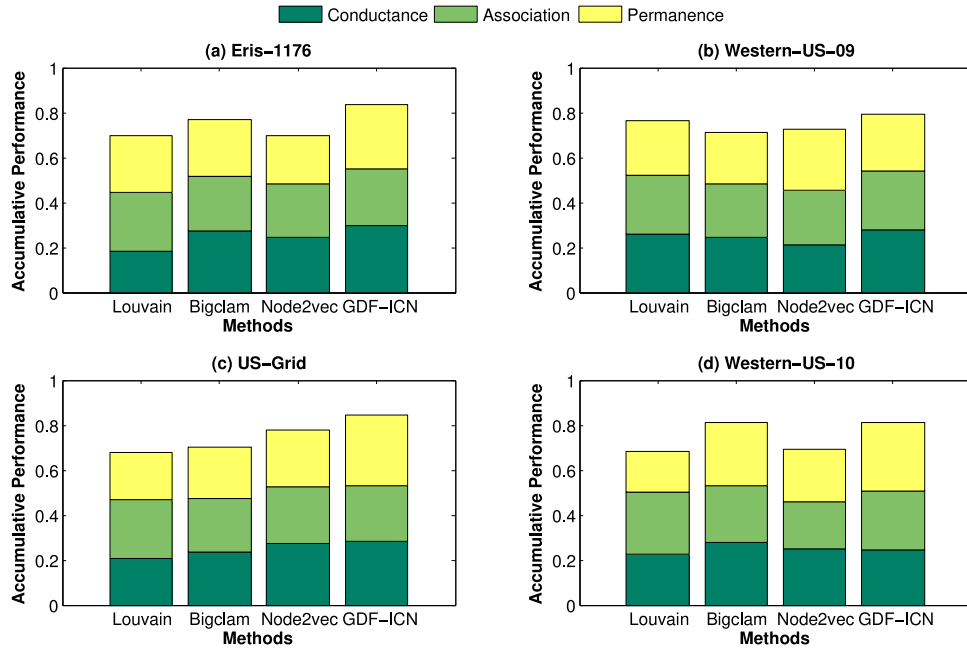 Conductance Association Permanence
(a) Eris−1176
Accumulative Performance
1
0.8
0.6
0.4
0.2
0
Louvain Bigclam Node2vec GDF−ICN
Methods
(b) Western−US−09
Accumulative Performance
1
0.8
0.6
0.4
0.2
0
Louvain Bigclam Node2vec GDF−ICN
Methods
(c) US−Grid
Accumulative Performance
1
0.8
0.6
0.4
0.2
0
Louvain Bigclam Node2vec GDF−ICN
Methods
(d) Western−US−10
Accumulative Performance
1
0.8
0.6
0.4
0.2
0
Louvain Bigclam Node2vec GDF−ICN
Methods